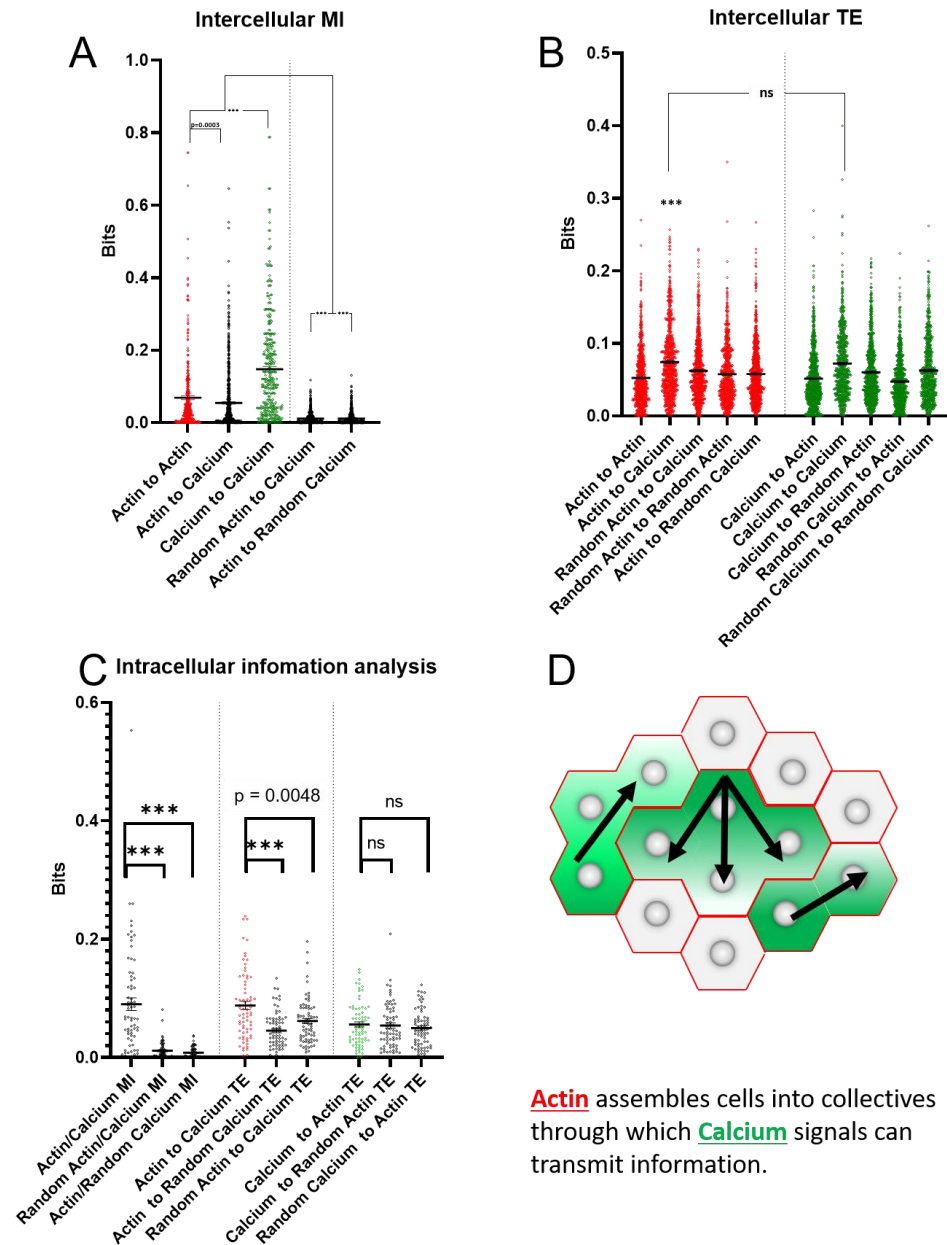 Intercellular MI
A
1.0
0.8
0.6
0.4
0.2
0.0
Bits
***
p=0.0003
*** ***
Actin to Actin
Actin to Calcium
Calcium to Calcium
Random Actin to Calcium
Actin to Random Calcium
Intercellular TE
B
0.5
0.4
0.3
0.2
0.1
0.0
Bits
ns
***
Actin to Actin
Actin to Calcium
Random Actin to Calcium
Random Actin to Random Actin
Actin to Random Calcium
Calcium to Actin
Calcium to Calcium
Calcium to Random Actin
Random Calcium to Actin
Random Calcium to Random Calcium
C Intracellular infomation analysis
0.6
0.4
0.2
0.0
Bits
***
***
p = 0.0048
***
ns
ns
Actin/Calcium MI
Random Actin/Calcium MI
Actin/Random Calcium MI
Actin to Calcium TE
Actin to Random Calcium TE
Random Actin to Calcium TE
Calcium to Actin TE
Calcium to Random Actin TE
Random Calcium to Actin TE
D
Actin assembles cells into collectives
through which Calcium signals can
transmit information.